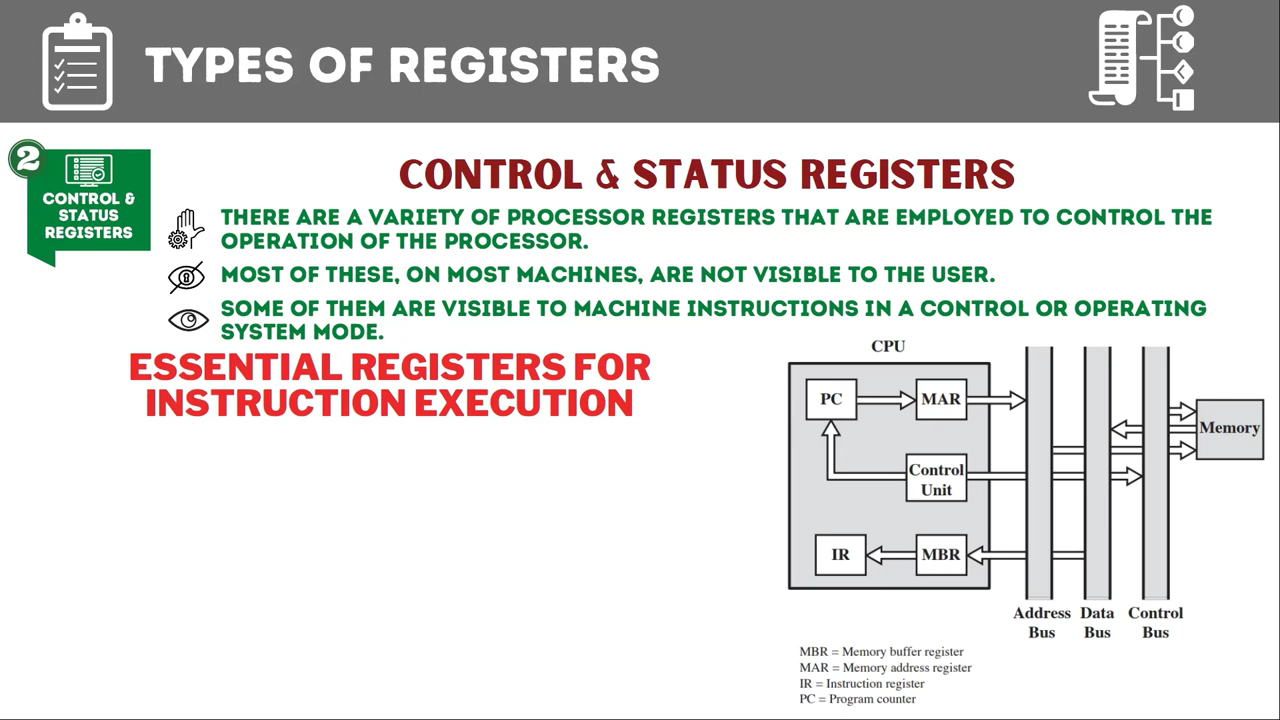 TYPES OF REGISTERS
2
CONTROL &
STATUS
REGISTERS
CONTROL & STATUS REGISTERS
THERE ARE A VARIETY OF PROCESSOR REGISTERS THAT ARE EMPLOYED TO CONTROL THE
OPERATION OF THE PROCESSOR.
MOST OF THESE, ON MOST MACHINES, ARE NOT VISIBLE TO THE USER.
SOME OF THEM ARE VISIBLE TO MACHINE INSTRUCTIONS IN A CONTROL OR OPERATING
SYSTEM MODE.
ESSENTIAL REGISTERS FOR
INSTRUCTION EXECUTION
CPU
PC
MAR
Memory
Control
Unit
IR
MBR
Address
Bus
Data
Bus
Control
Bus
MBR = Memory buffer register
MAR = Memory address register
IR = Instruction register
PC = Program counter